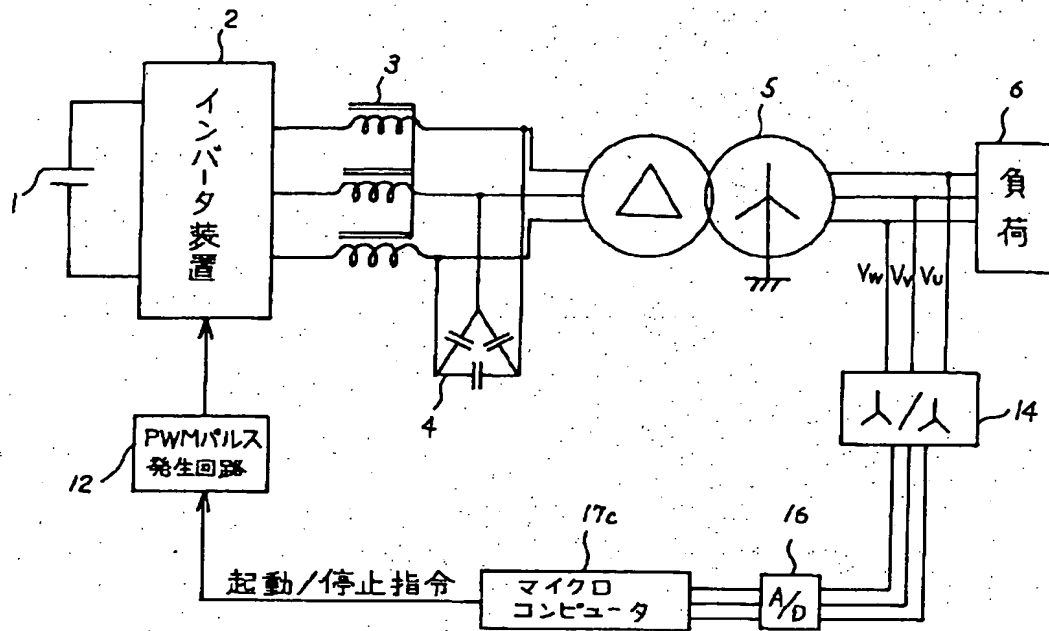 2
3
5
6
1
インバータ装置
負荷
Vw Vv Vu
4
14
12
PWMパルス
発生回路
17c
16
起動/停止指令
マイクロ
コンピュータ
A/D